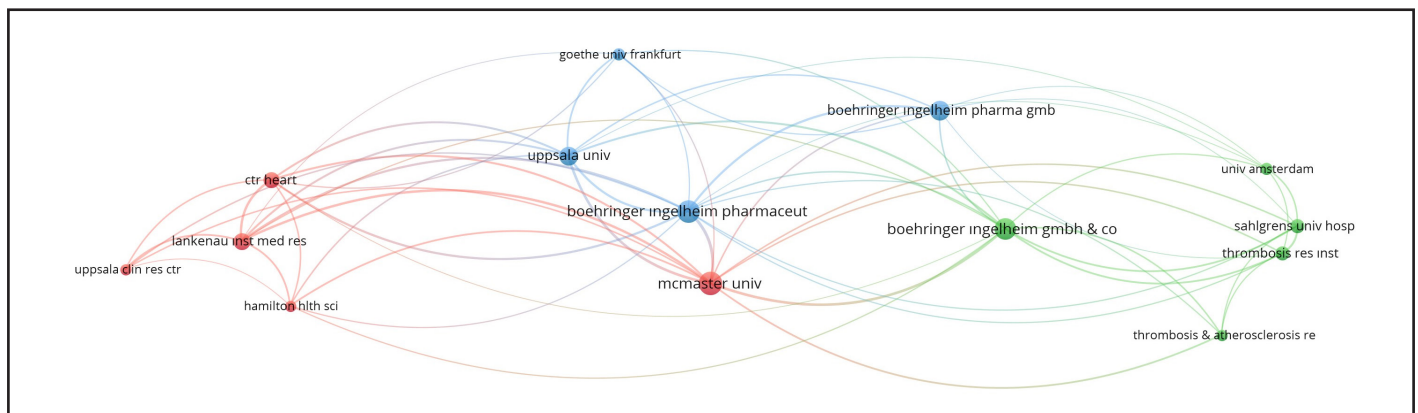 goethe univ frankfurt
boehringer ıngelheim pharma gmb
uppsala univ
univ amsterdam
ctr heart
boehringer ıngelheim pharmaceut
boehringer ıngelheim gmbh & co
sahlgrens univ hosp
lankenau ınst med res
thrombosis res ınst
uppsala clin res ctr
mcmaster univ
hamilton hlth sci
thrombosis & atherosclerosis re